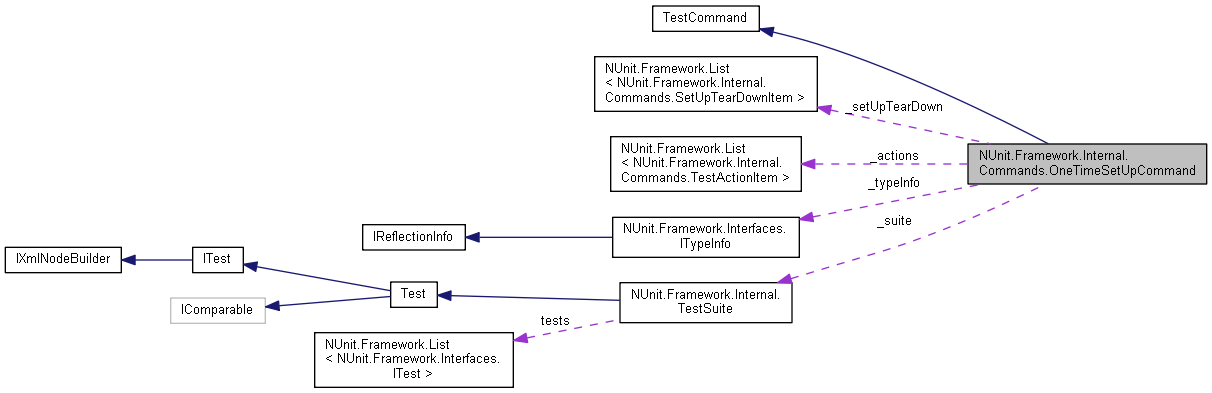 TestCommand
NUnit.Framework.List
< NUnit.Framework.Internal.
Commands.SetUpTearDownItem >
_setUpTearDown
NUnit.Framework.List
< NUnit.Framework.Internal.
Commands.TestActionItem >
_actions
NUnit.Framework.Internal.
Commands.OneTimeSetUpCommand
_typeInfo
_suite
IReflectionInfo
NUnit.Framework.Interfaces.
ITypeInfo
IXmlNodeBuilder
ITest
IComparable
Test
NUnit.Framework.Internal.
TestSuite
tests
NUnit.Framework.List
< NUnit.Framework.Interfaces.
ITest >